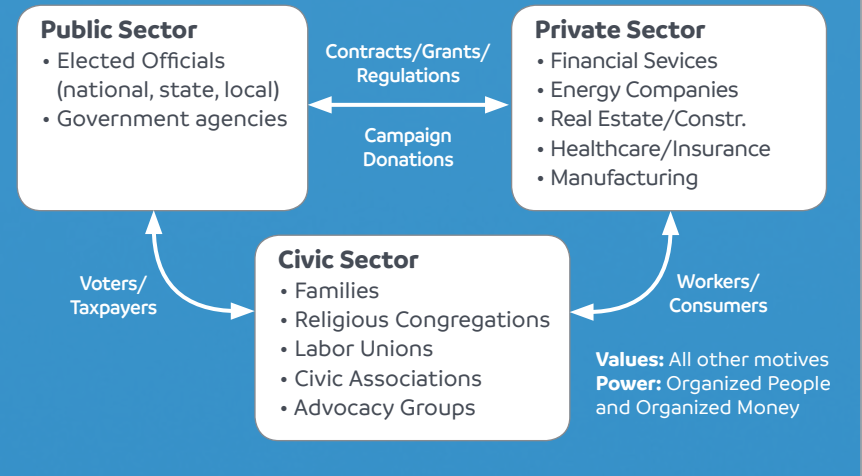 Public Sector
• Elected Officials
(national, state, local)
• Government agencies
Contracts/Grants/
Regulations
Campaign
Donations
Private Sector
• Financial Sevices
• Energy Companies
• Real Estate/Constr.
• Healthcare/Insurance
• Manufacturing
Voters/
Taxpayers
Civic Sector
• Families
• Religious Congregations
• Labor Unions
• Civic Associations
• Advocacy Groups
Workers/
Consumers
Values: All other motives
Power: Organized People
and Organized Money